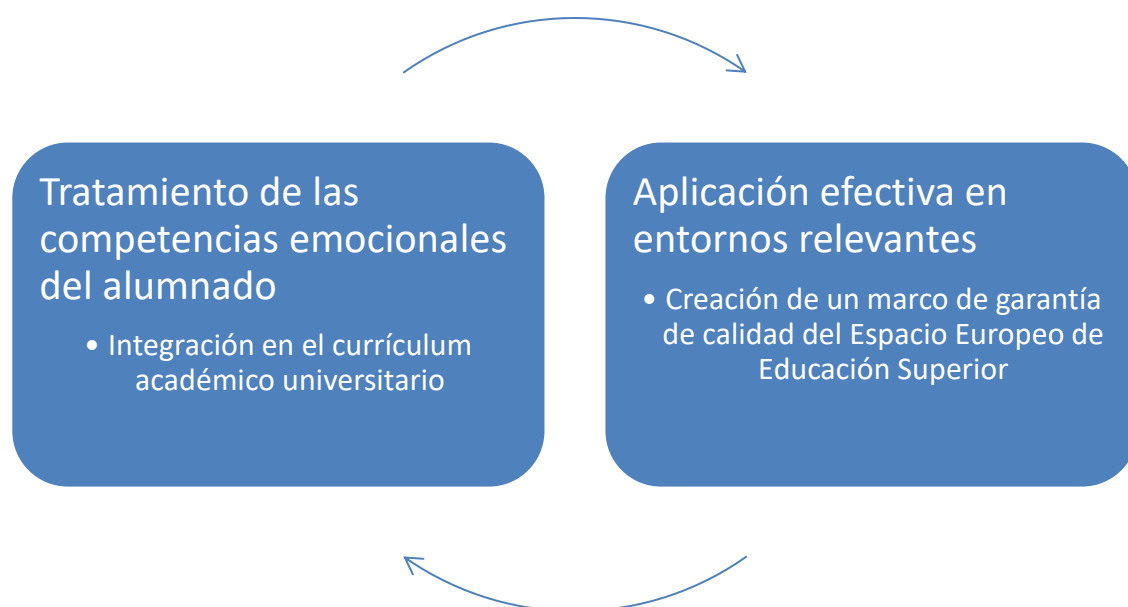 Tratamiento de las
competencias emocionales
del alumnado
• Integración en el currículum
académico universitario
Aplicación efectiva en
entornos relevantes
• Creación de un marco de garantía
de calidad del Espacio Europeo de
Educación Superior